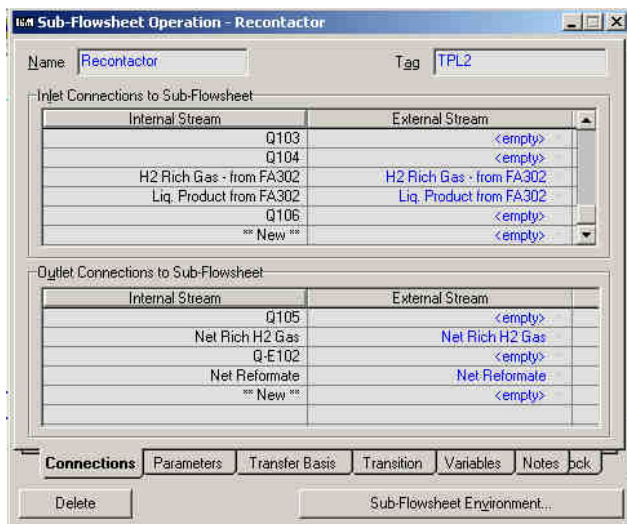 Sub-Flowsheet Operation - Recontactor
Name Recontactor Tag TPL2
Inlet Connections to Sub-Flowsheet
Internal Stream External Stream
Q103 <empty>
Q104 <empty>
H2 Rich Gas - from FA302 H2 Rich Gas - from FA302
Liq. Product from FA302 Liq. Product from FA302
Q106 <empty>
** New ** <empty>
Outlet Connections to Sub-Flowsheet
Internal Stream External Stream
Q105 <empty>
Net Rich H2 Gas Net Rich H2 Gas
Q-E102 <empty>
Net Reformate Net Reformate
** New ** <empty>
Connections Parameters Transfer Basis Transition Variables Notes ock
Delete Sub-Flowsheet Environment...